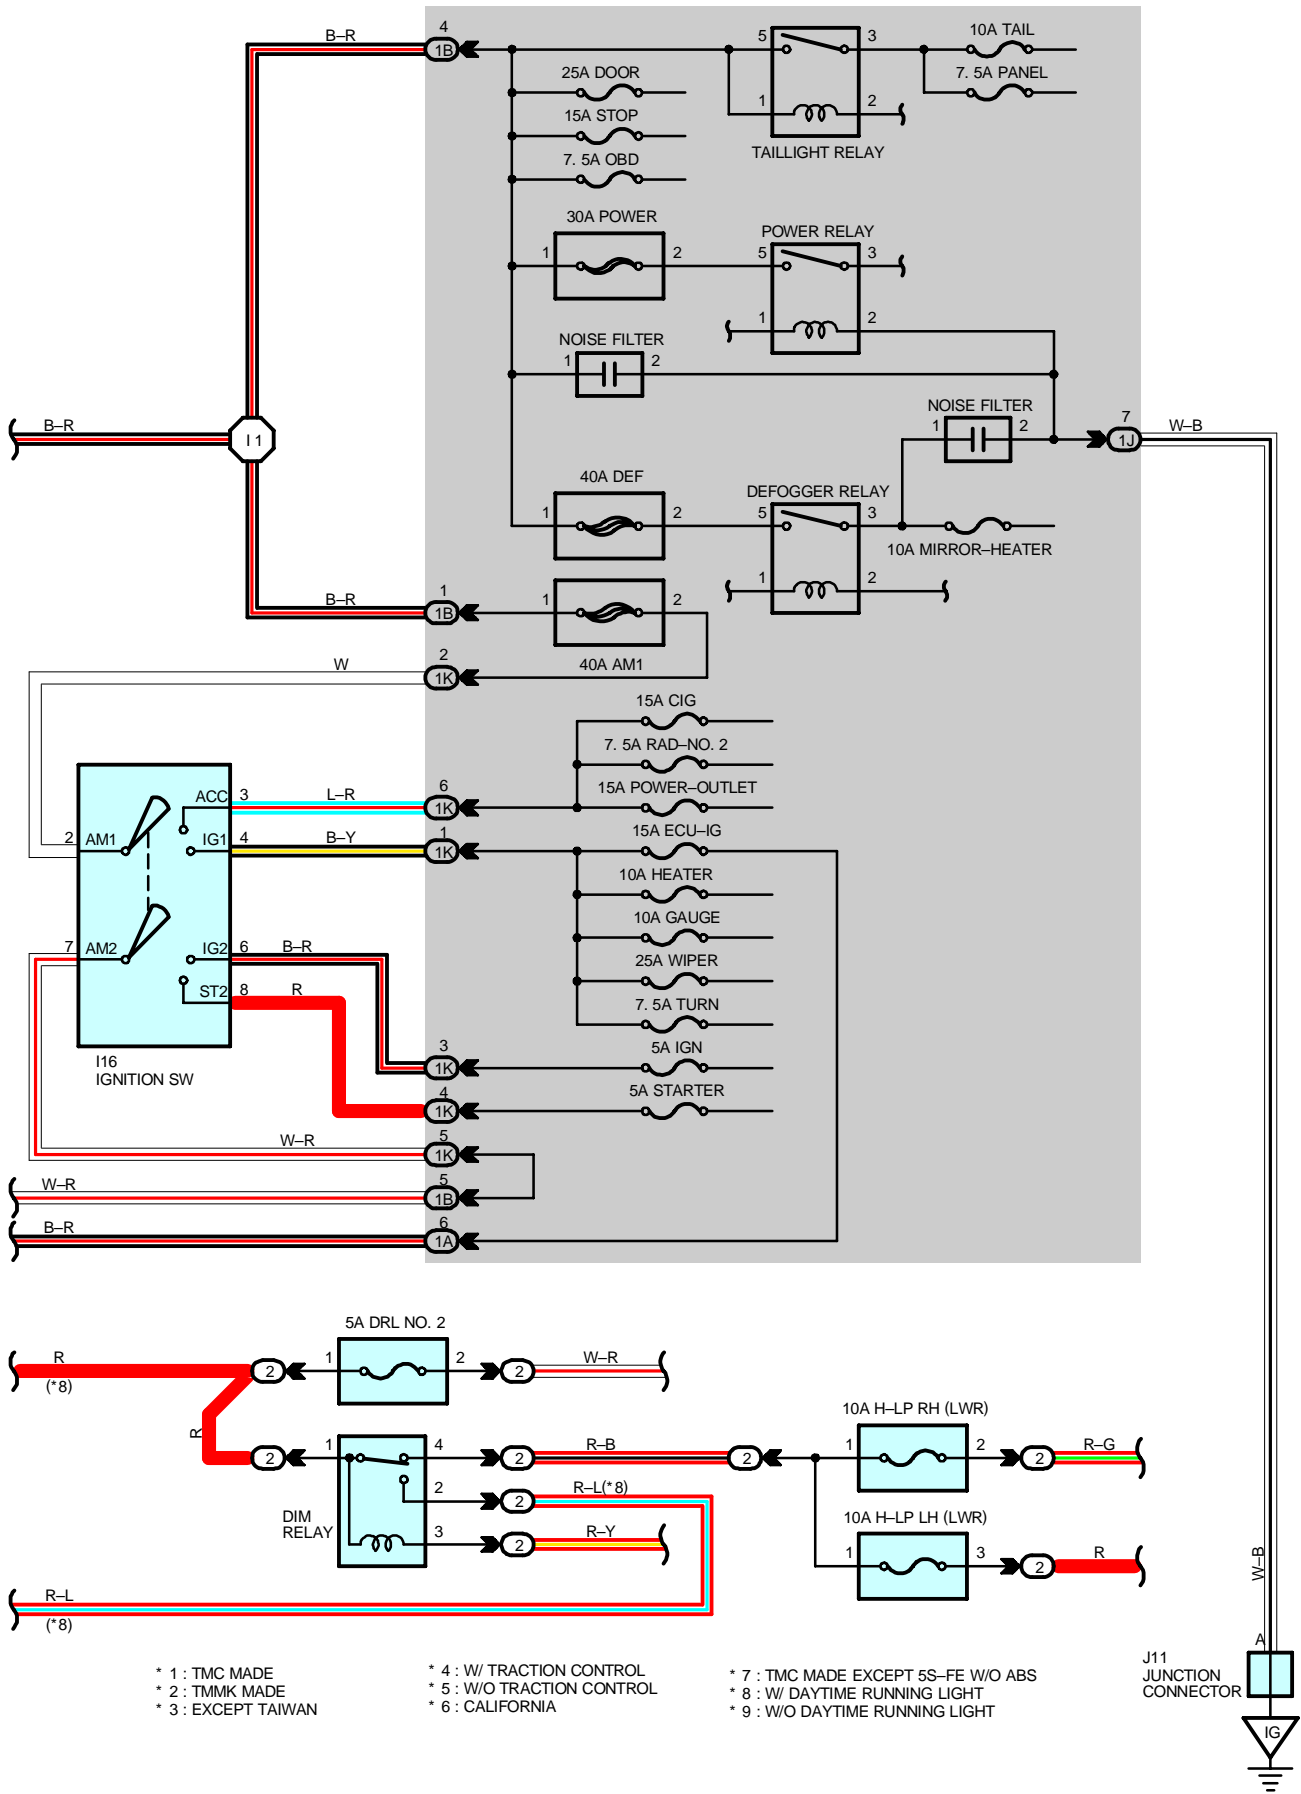 B–R
4
1B
25A DOOR
15A STOP
7. 5A OBD
5
3
1
2
TAILLIGHT RELAY
10A TAIL
7. 5A PANEL
30A POWER
1
2
POWER RELAY
5
3
1
2
NOISE FILTER
1
2
B–R
I 1
NOISE FILTER
1
2
7
1J
W–B
40A DEF
1
2
DEFOGGER RELAY
5
3
1
2
10A MIRROR–HEATER
B–R
1
1B
1
2
40A AM1
W
2
1K
15A CIG
7. 5A RAD–NO. 2
15A POWER–OUTLET
ACC
3
L–R
6
1K
2
AM1
IG1
4
B–Y
1
1K
15A ECU–IG
10A HEATER
10A GAUGE
25A WIPER
7. 5A TURN
7
AM2
IG2
6
B–R
ST2
8
R
I16
IGNITION SW
3
1K
5A IGN
4
1K
5A STARTER
W–R
5
1K
W–R
5
1B
B–R
6
1A
5A DRL NO. 2
R
(*8)
2
1
2
2
W–R
R
2
1
4
2
R–B
2
2
2
R–L(*8)
3
2
R–Y
DIM
RELAY
10A H–LP RH (LWR)
1
2
2
R–G
10A H–LP LH (LWR)
1
3
2
R
R–L
(*8)
W–B
A
J11
JUNCTION
CONNECTOR
IG
* 1 : TMC MADE
* 2 : TMMK MADE
* 3 : EXCEPT TAIWAN
* 4 : W/ TRACTION CONTROL
* 5 : W/O TRACTION CONTROL
* 6 : CALIFORNIA
* 7 : TMC MADE EXCEPT 5S–FE W/O ABS
* 8 : W/ DAYTIME RUNNING LIGHT
* 9 : W/O DAYTIME RUNNING LIGHT